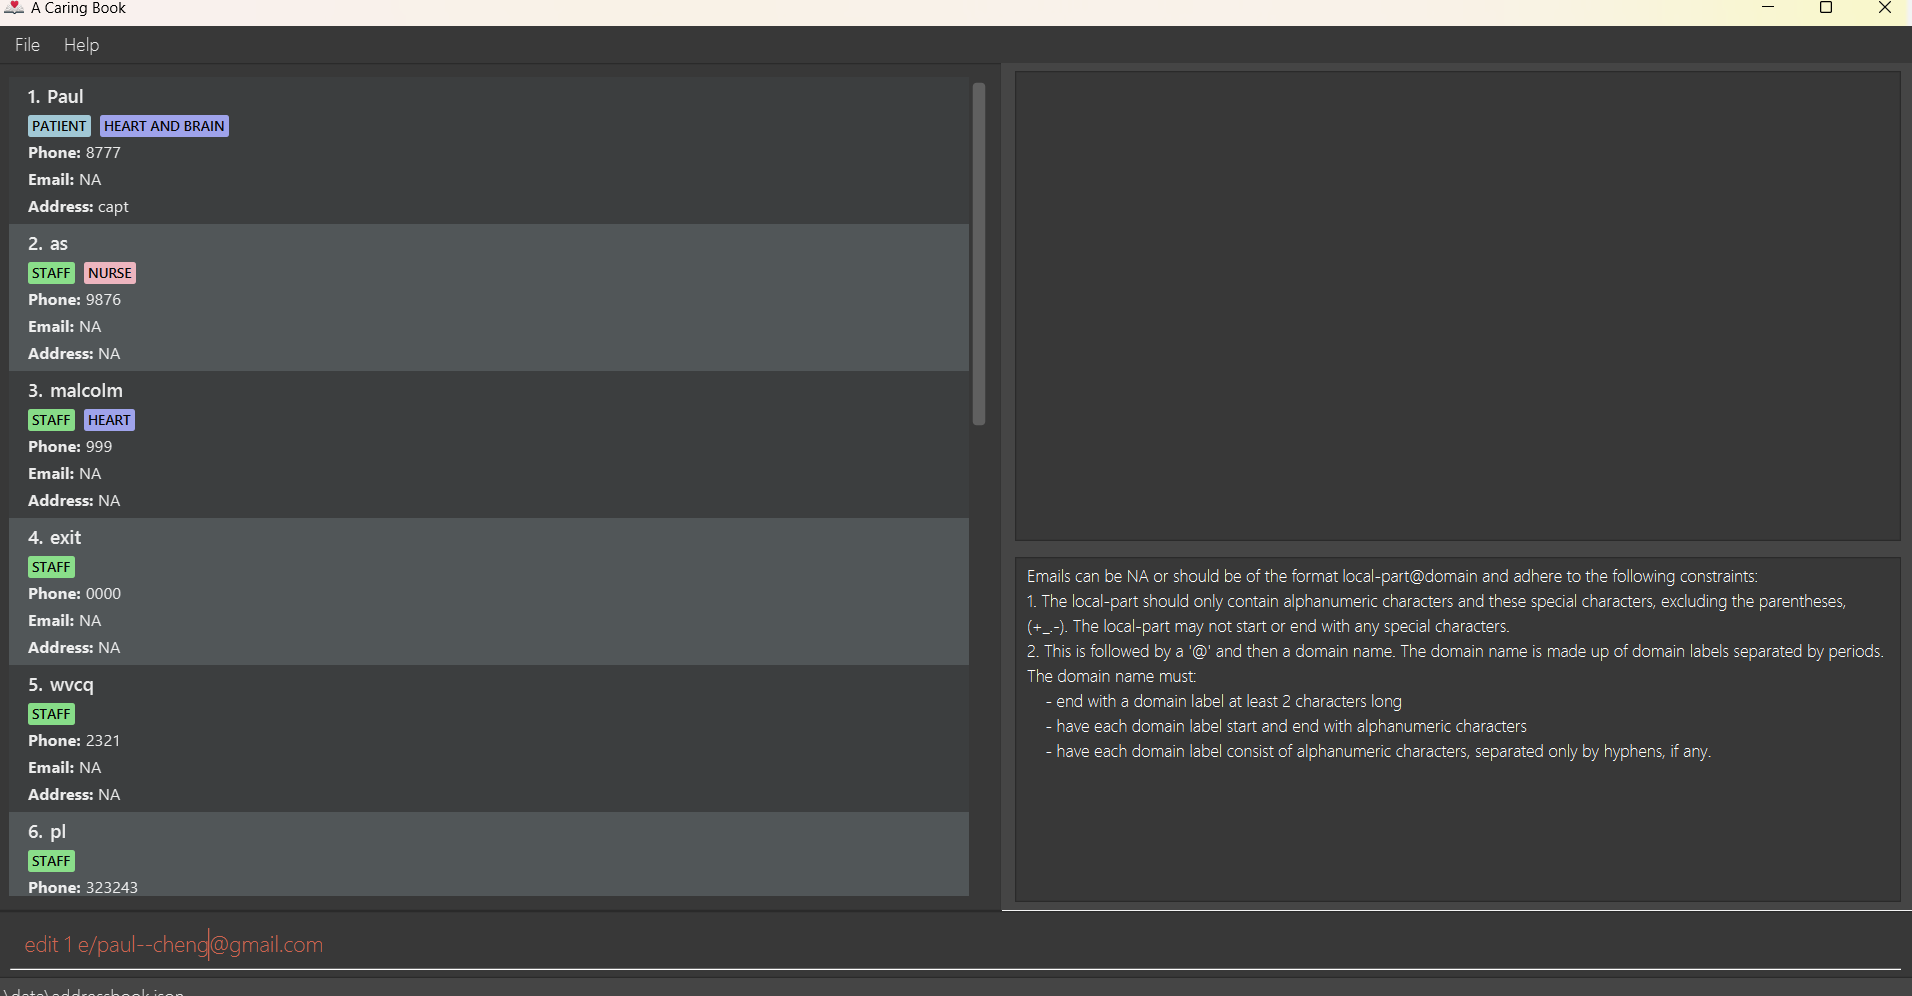 A Caring Book
File Help
1. Paul
PATIENT HEART AND BRAIN
Phone: 8777
Email: NA
Address: capt
2. as
STAFF NURSE
Phone: 9876
Email: NA
Address: NA
3. malcolm
STAFF HEART
Phone: 999
Email: NA
Address: NA
4. exit
STAFF
Phone: 0000
Email: NA
Address: NA
5. wvcq
STAFF
Phone: 2321
Email: NA
Address: NA
6. pl
STAFF
Phone: 323243
Emails can be NA or should be of the format local-part@domain and adhere to the following constraints:
1. The local-part should only contain alphanumeric characters and these special characters, excluding the parentheses,
(+_.-). The local-part may not start or end with any special characters.
2. This is followed by a '@' and then a domain name. The domain name is made up of domain labels separated by periods.
The domain name must:
- end with a domain label at least 2 characters long
- have each domain label start and end with alphanumeric characters
- have each domain label consist of alphanumeric characters, separated only by hyphens, if any.
edit 1 e/paul--cheng@gmail.com
\data\addressbook.json